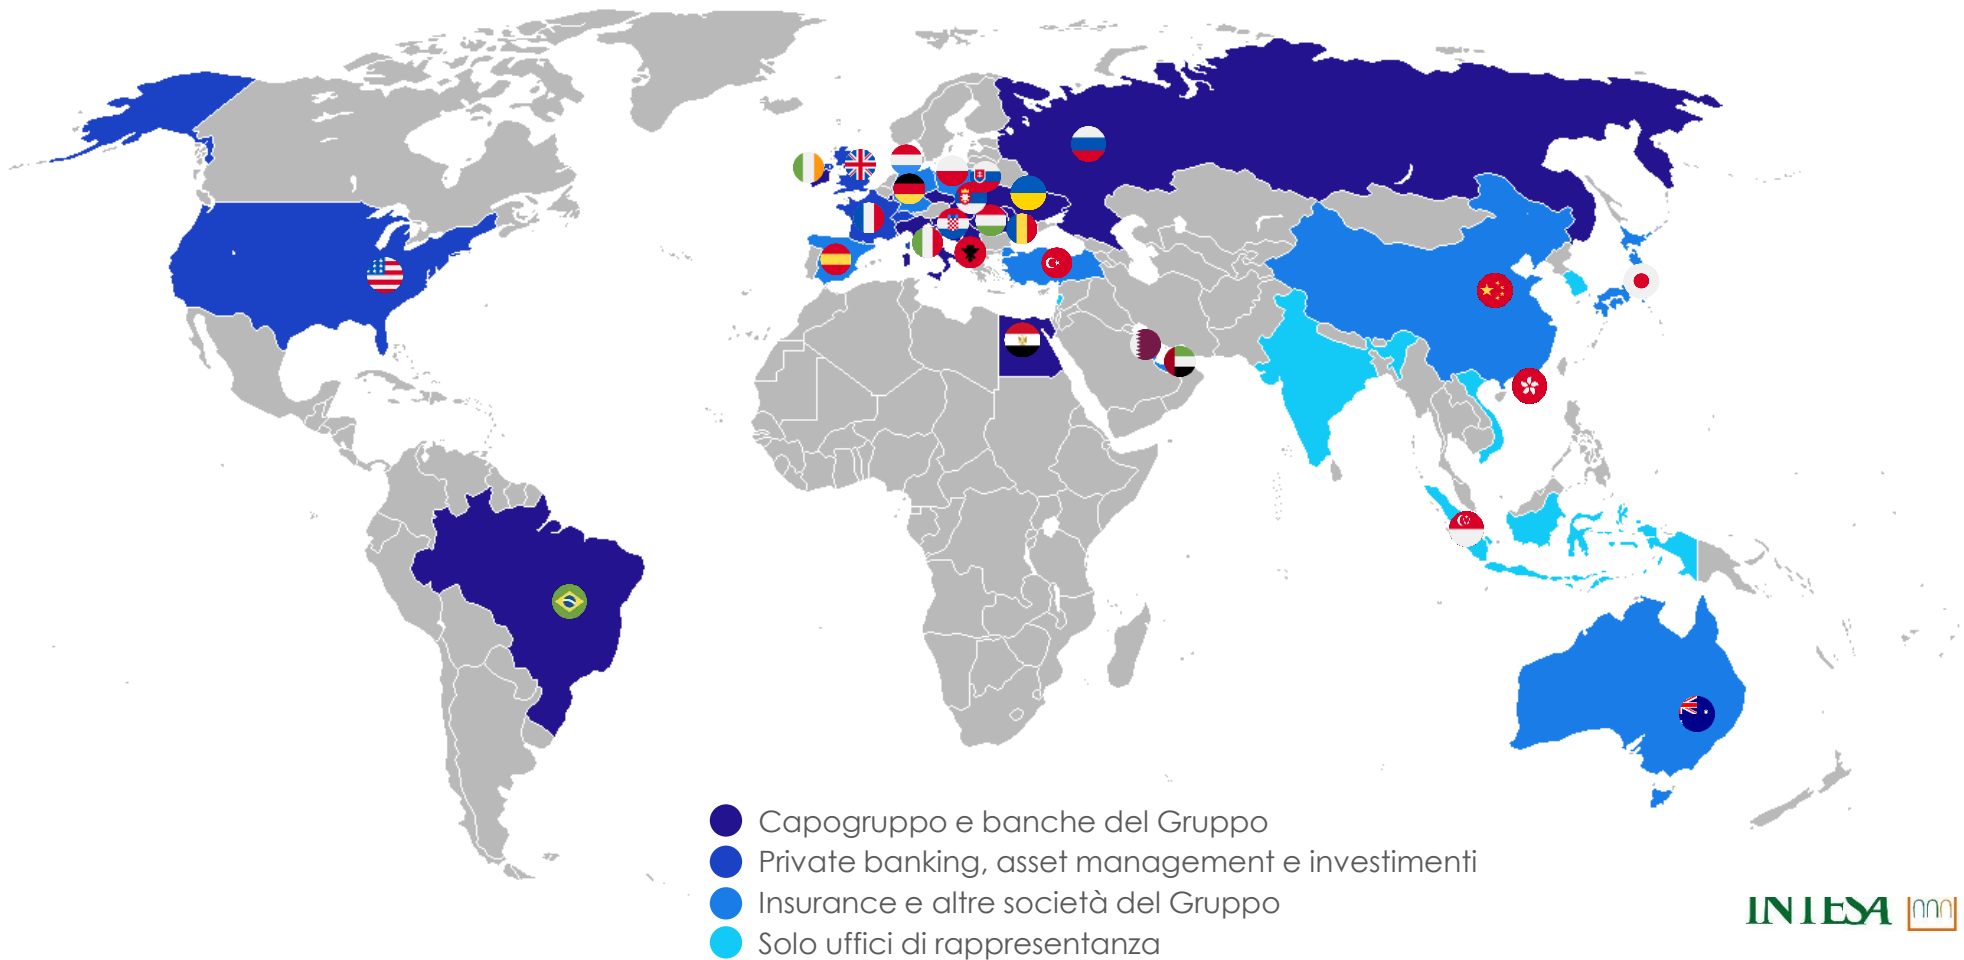 Capogruppo e banche del Gruppo
Private banking, asset management e investimenti
Insurance e altre società del Gruppo
Solo uffici di rappresentanza
INTESA